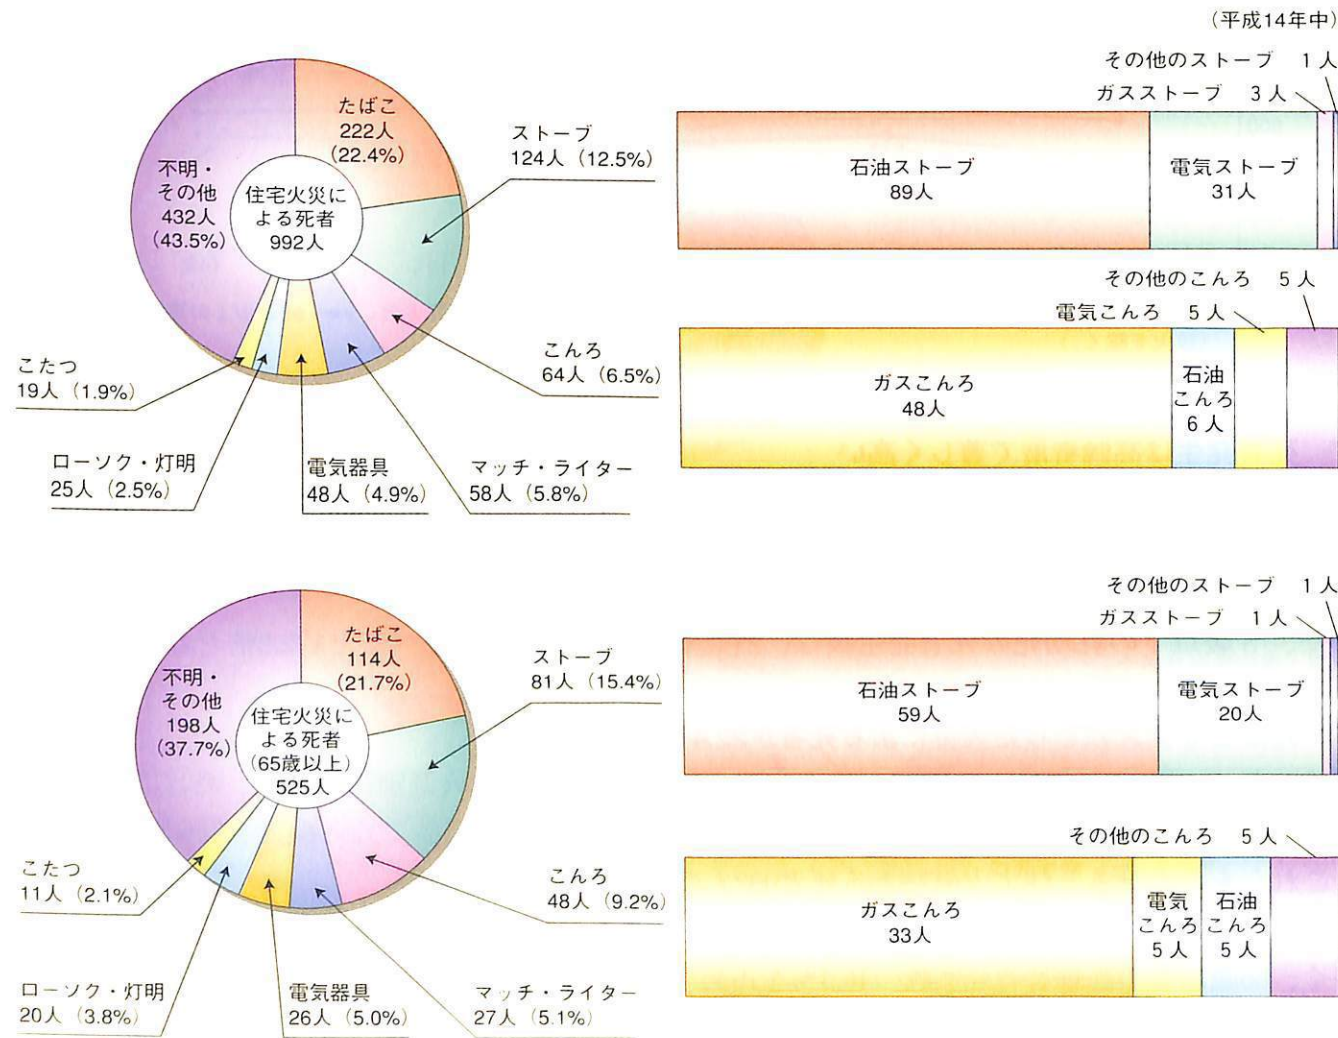 （平成14年中）
たばこ
222人
（22.4%）
ストーブ
124人（12.5%）
こんろ
64人（6.5%）
マッチ・ライター
58人（5.8%）
電気器具
48人（4.9%）
ローソク・灯明
25人（2.5%）
こたつ
19人（1.9%）
不明・
その他
432人
（43.5%）
住宅火災に
よる死者
992人
その他のストーブ　1人
ガスストーブ　3人
石油ストーブ
89人
電気ストーブ
31人
その他のこんろ　5人
電気こんろ　5人
ガスこんろ
48人
石油
こんろ
6人
たばこ
114人
（21.7%）
ストーブ
81人（15.4%）
こんろ
48人（9.2%）
マッチ・ライター
27人（5.1%）
電気器具
26人（5.0%）
ローソク・灯明
20人（3.8%）
こたつ
11人（2.1%）
不明・
その他
198人
（37.7%）
住宅火災に
よる死者
（65歳以上）
525人
その他のストーブ　1人
ガスストーブ　1人
石油ストーブ
59人
電気ストーブ
20人
その他のこんろ　5人
ガスこんろ
33人
電気
こんろ
5人
石油
こんろ
5人